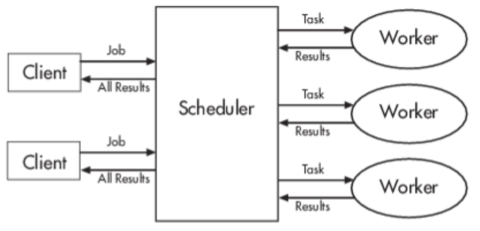 Task
Worker
Results
Job
Client
All Results
Scheduler
Task
Worker
Results
Job
Client
All Results
Task
Worker
Results